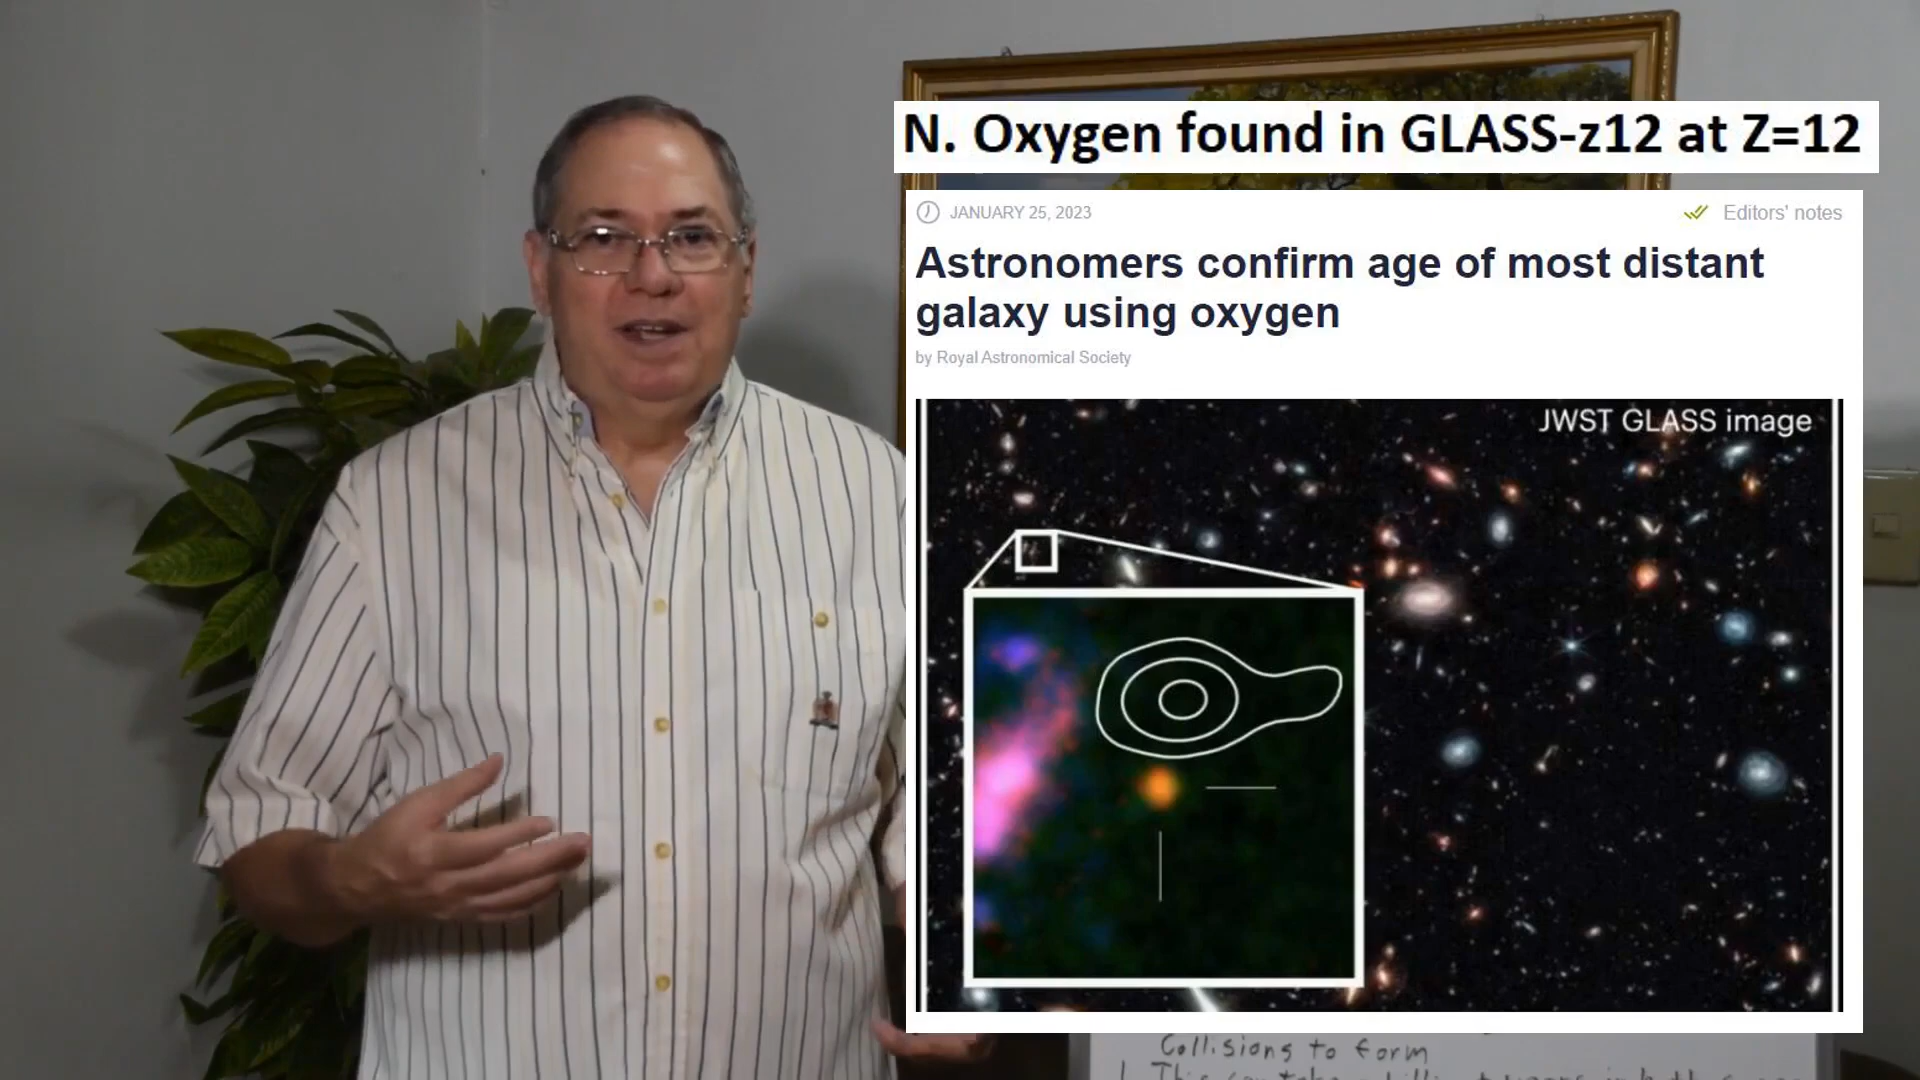 N. Oxygen found in GLASS-z12 at Z=12
JANUARY 25, 2023
Editors' notes
Astronomers confirm age of most distant
galaxy using oxygen
by Royal Astronomical Society
JWST GLASS image
Collisions to form